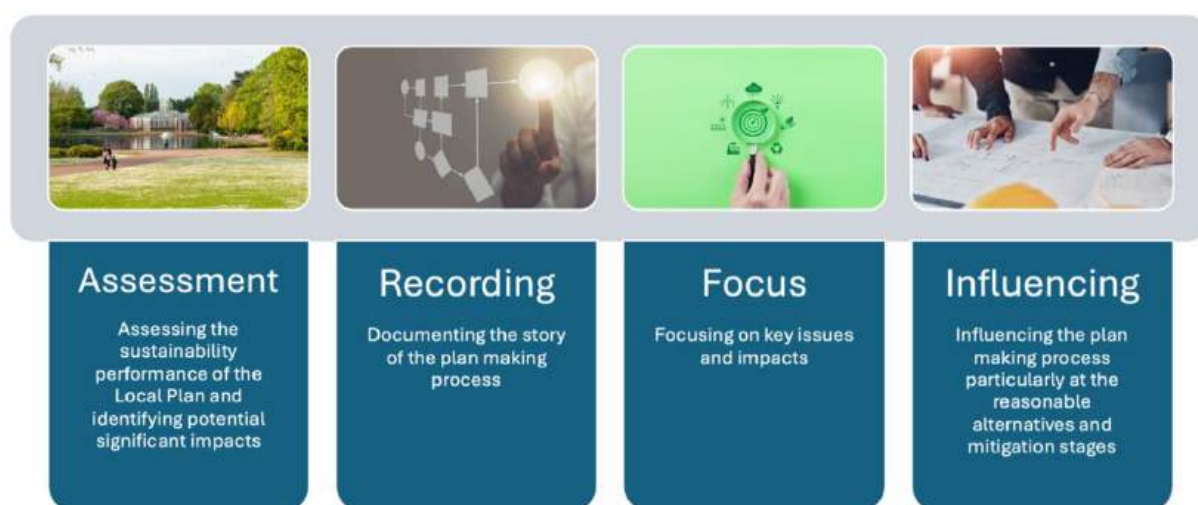 Assessment
Assessing the
sustainability
performance of the
Local Plan and
identifying potential
significant impacts
Recording
Documenting the story
of the plan making
process
Focus
Focusing on key issues
and impacts
Influencing
Influencing the plan
making process
particularly at the
reasonable
alternatives and
mitigation stages